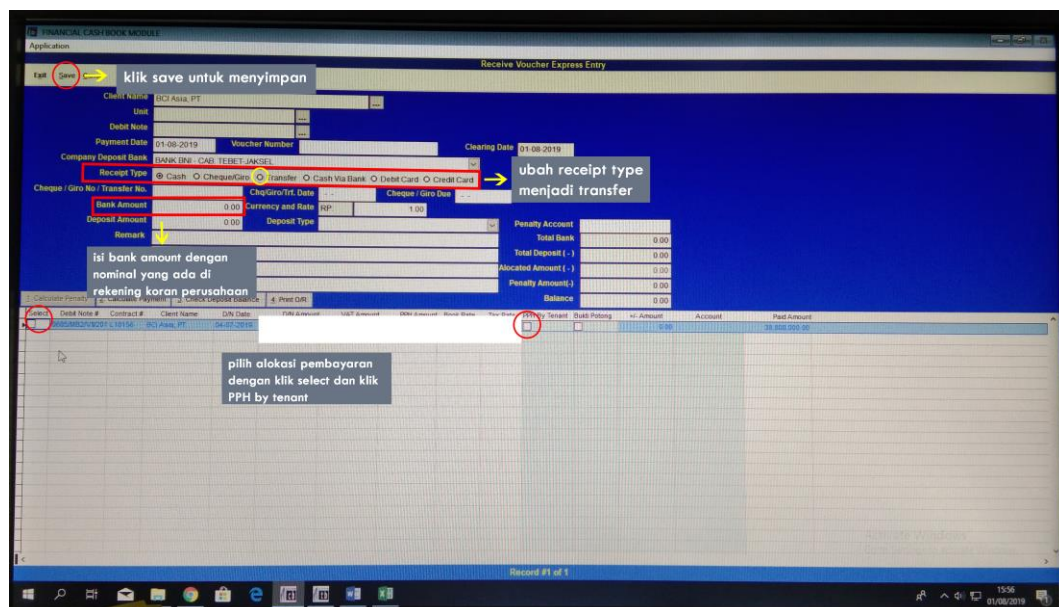 FINANCIAL CASH BOOK MODULE
Application
Receive Voucher Express Entry
Exit Save
klik save untuk menyimpan
Client Name BCI Asia, PT ...
Unit ...
Debit Note ...
Payment Date 01-08-2019 Voucher Number Clearing Date 01-08-2019
Company Deposit Bank BANK BNI - CAB. TEBET-JAKSEL
Receipt Type Cash Cheque/Giro Transfer Cash Via Bank Debit Card Credit Card
ubah receipt type
menjadi transfer
Cheque / Giro No / Transfer No. Chq/Giro/Trf. Date - - Cheque / Giro Due - -
Bank Amount 0.00 Currency and Rate RP. 1.00
Deposit Amount 0.00 Deposit Type Penalty Account
Remark Total Bank 0.00
Total Deposit ( - ) 0.00
Allocated Amount ( - ) 0.00
Penalty Amount(-) 0.00
Balance 0.00
isi bank amount dengan
nominal yang ada di
rekening koran perusahaan
1. Calculate Penalty 2. Calculate Payment 3. Check Deposit Balance 4. Print O/R
Select Debit Note # Contract # Client Name D/N Date D/N Amount VAT Amount PPH Amount Book Rate Tax Rate PPH By Tenant Bukti Potong +/- Amount Account Paid Amount
BCI Asia, PT 04-07-2019 0.00
pilih alokasi pembayaran
dengan klik select dan klik
PPH by tenant
Activate Windows
Record #1 of 1
15:56
01/08/2019